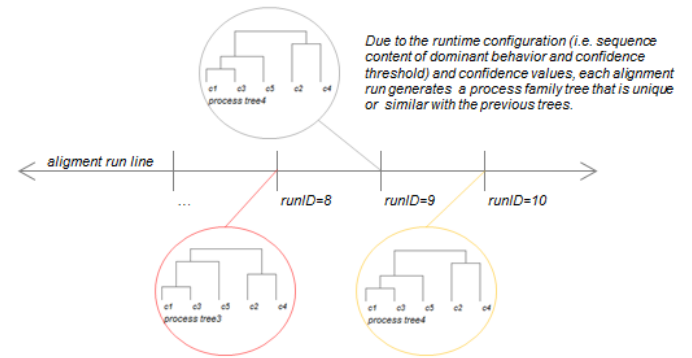 Due to the runtime configuration (i.e. sequence
content of dominant behavior and confidence
threshold) and confidence values, each alignment
run generates a process family tree that is unique
or similar with the previous trees.
c1 c3 c5 c2 c4
process tree4
aligment run line
... runID=8 runID=9 runID=10
c1 c3 c5 c2 c4
process tree3
c1 c3 c5 c2 c4
process tree4